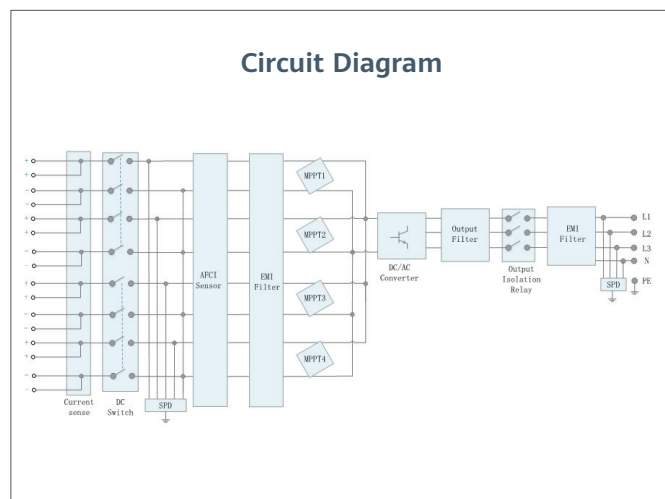 Circuit Diagram
+
+
−
−
+
+
−
−
+
+
−
−
+
+
−
−
Current
sense
DC
Switch
SPD
AFCI
Sensor
EMI
Filter
MPPT1
MPPT2
MPPT3
MPPT4
DC/AC
Converter
Output
Filter
Output
Isolation
Relay
EMI
Filter
L1
L2
L3
N
SPD
PE